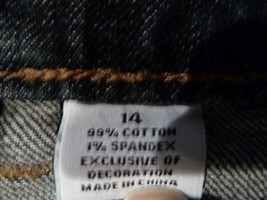 14
99% COTTON
1% SPANDEX
EXCLUSIVE OF
DECORATION
MADE IN CHINA